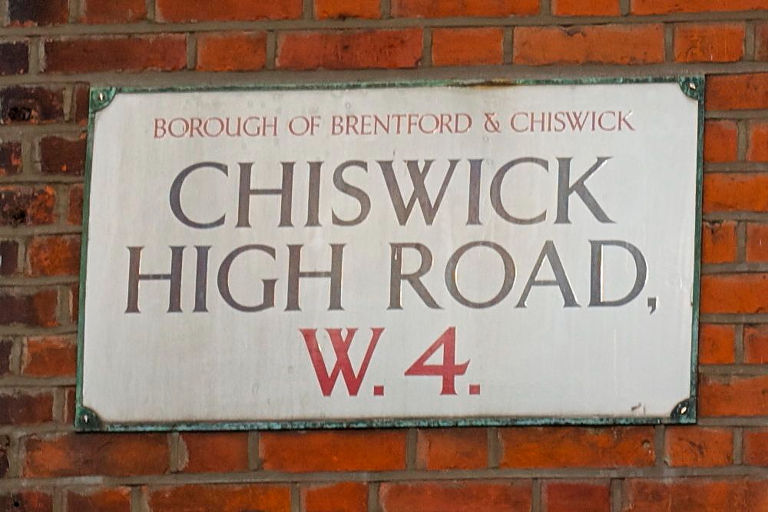 BOROUGH OF BRENTFORD & CHISWICK
CHISWICK
HIGH ROAD,
W. 4.